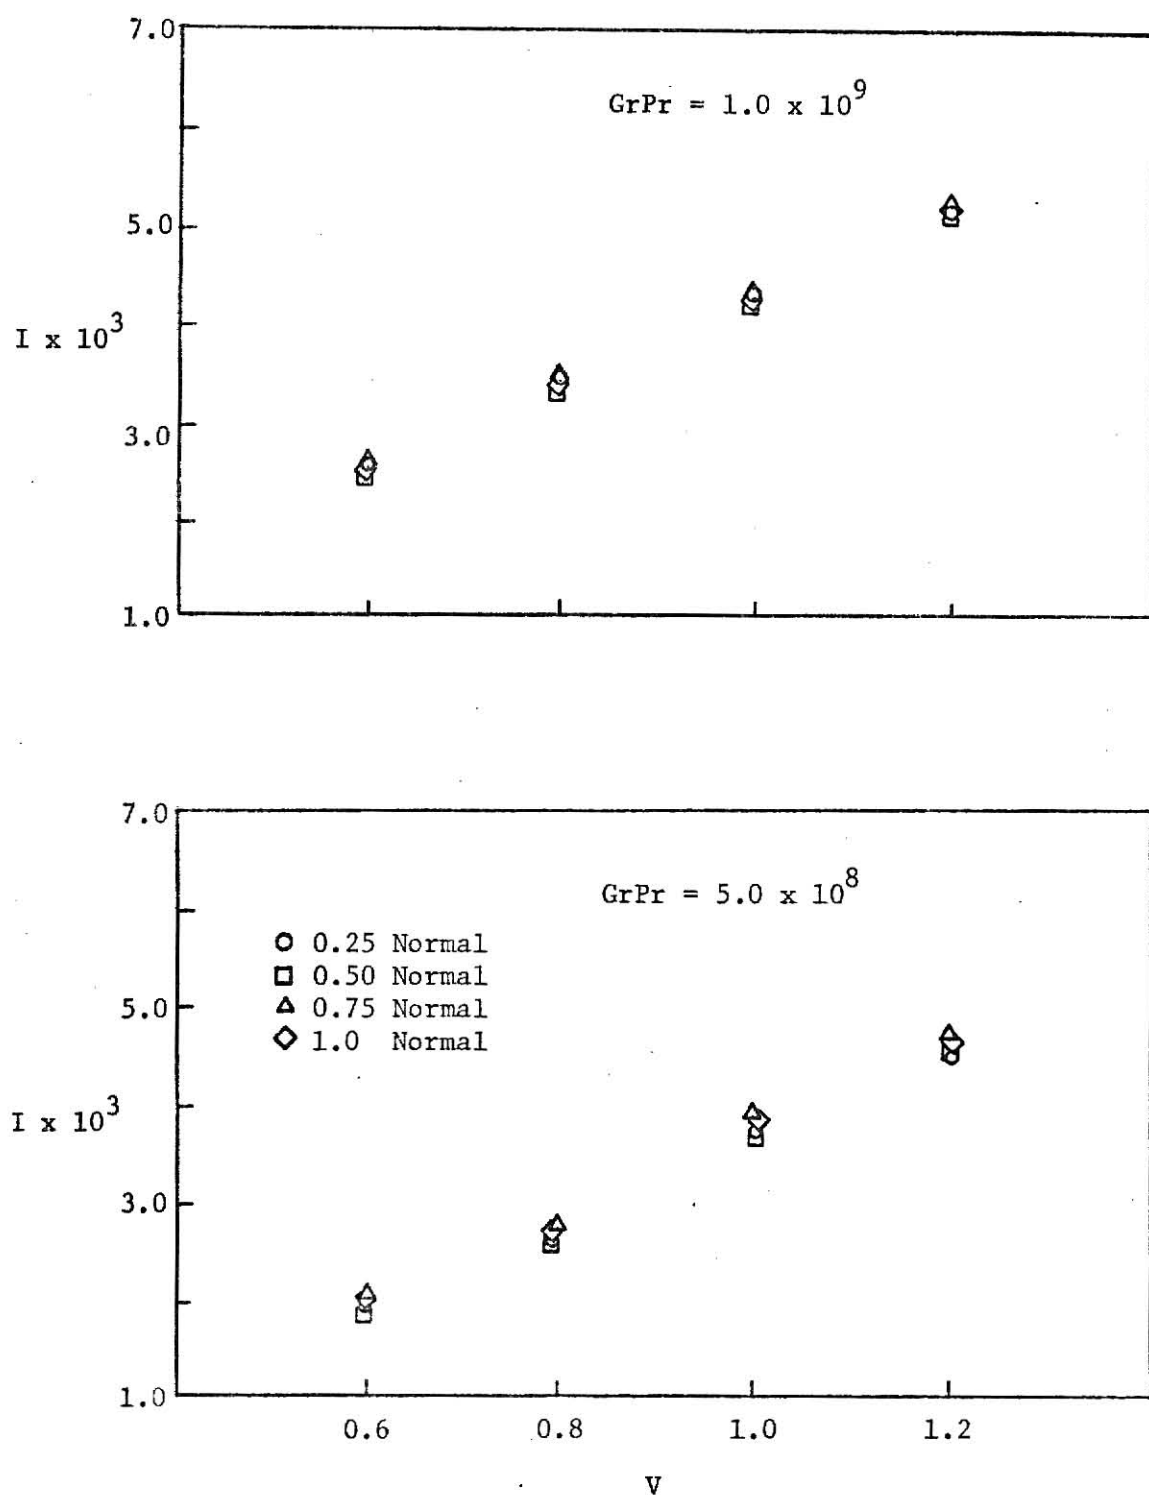 7.0
GrPr = 1.0 x 10^9
5.0
I x 10^3
3.0
1.0
7.0
GrPr = 5.0 x 10^8
0.25 Normal
0.50 Normal
0.75 Normal
1.0 Normal
5.0
I x 10^3
3.0
1.0
0.6 0.8 1.0 1.2
V